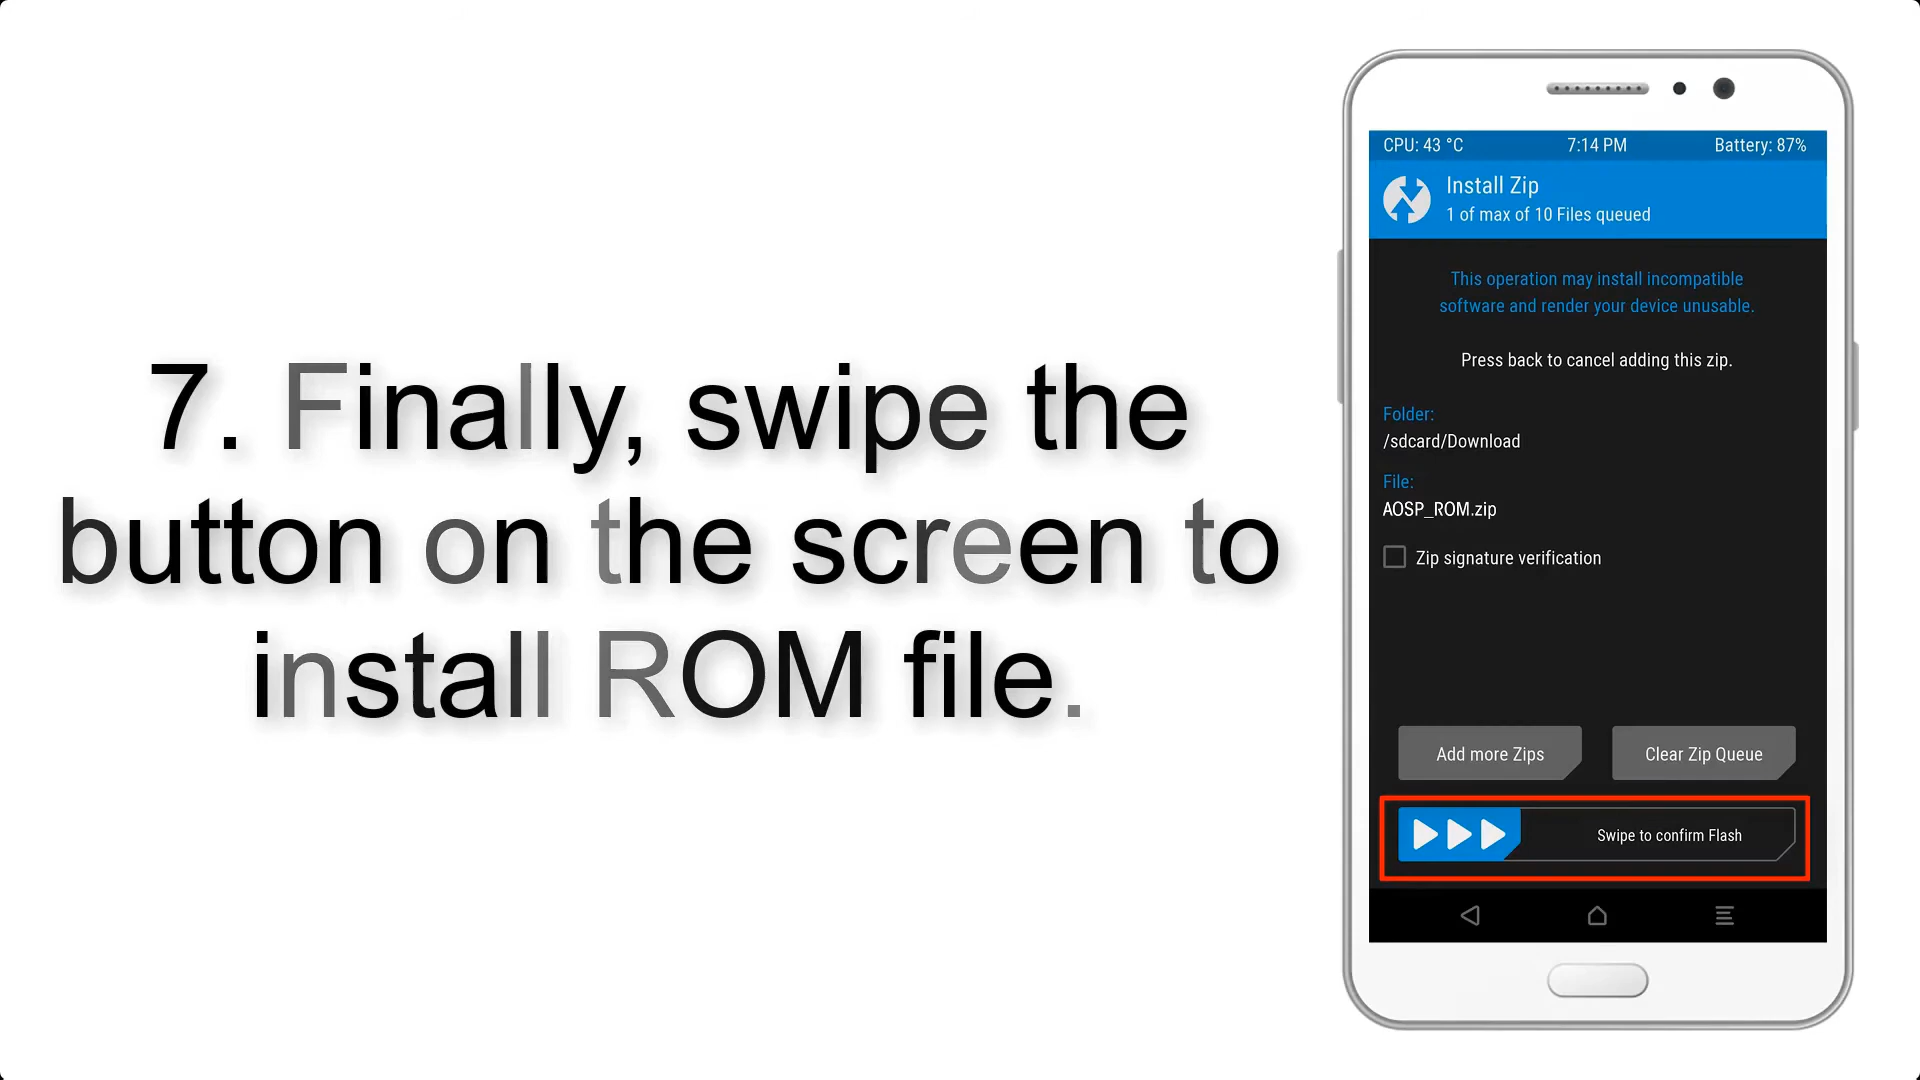 7. Finally, swipe the
button on the screen to
install ROM file.
CPU: 43 °C 7:14 PM Battery: 87%
Install Zip
1 of max of 10 Files queued
This operation may install incompatible
software and render your device unusable.
Press back to cancel adding this zip.
Folder:
/sdcard/Download
File:
AOSP_ROM.zip
Zip signature verification
Add more Zips Clear Zip Queue
Swipe to confirm Flash